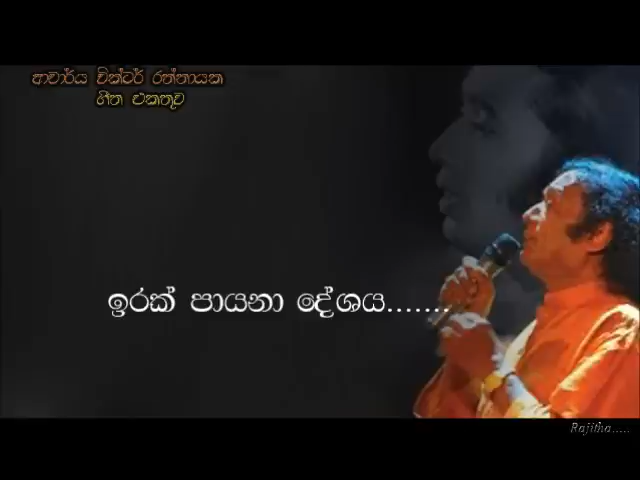 ආචාර්ය වික්ටර් රත්නායක
ගීත එකතුව
ඉරක් පායනා දේශය.......
Rajitha.....